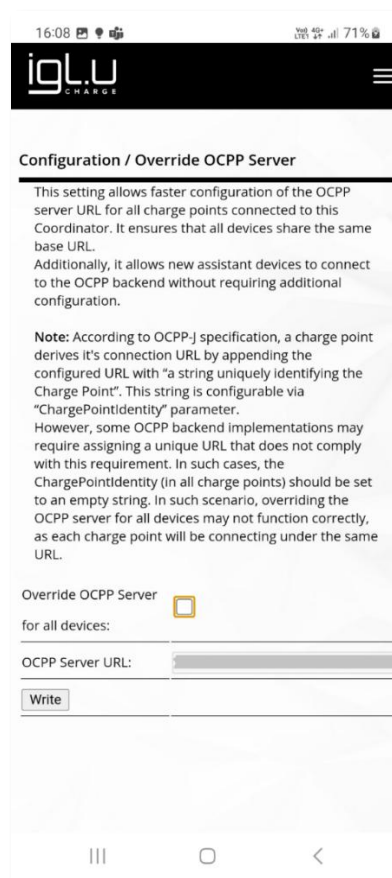 16:08 Vo) 4G+ LTE1 71%
igL.u
CHARGE
Configuration / Override OCPP Server
This setting allows faster configuration of the OCPP
server URL for all charge points connected to this
Coordinator. It ensures that all devices share the same
base URL.
Additionally, it allows new assistant devices to connect
to the OCPP backend without requiring additional
configuration.
Note: According to OCPP-J specification, a charge point
derives it's connection URL by appending the
configured URL with “a string uniquely identifying the
Charge Point”. This string is configurable via
“ChargePointIdentity” parameter.
However, some OCPP backend implementations may
require assigning a unique URL that does not comply
with this requirement. In such cases, the
ChargePointIdentity (in all charge points) should be set
to an empty string. In such scenario, overriding the
OCPP server for all devices may not function correctly,
as each charge point will be connecting under the same
URL.
Override OCPP Server
for all devices:
OCPP Server URL:
Write